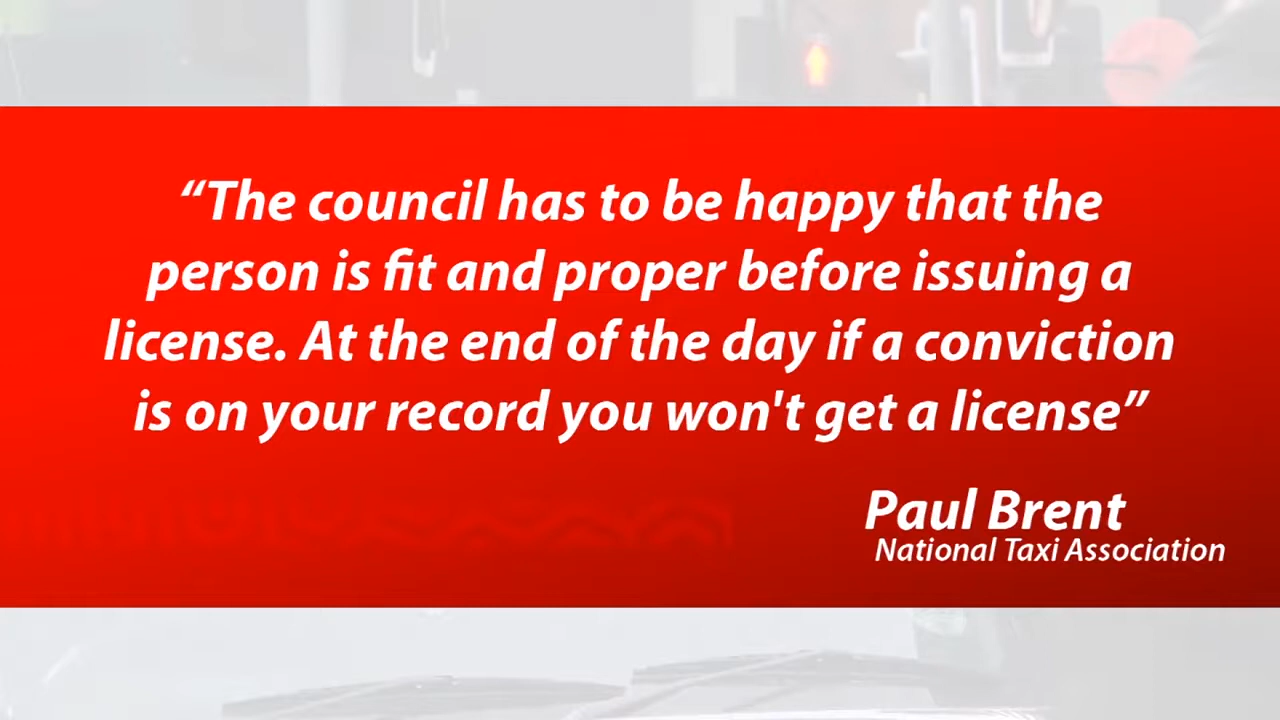 “The council has to be happy that the
person is fit and proper before issuing a
license. At the end of the day if a conviction
is on your record you won't get a license”
Paul Brent
National Taxi Association